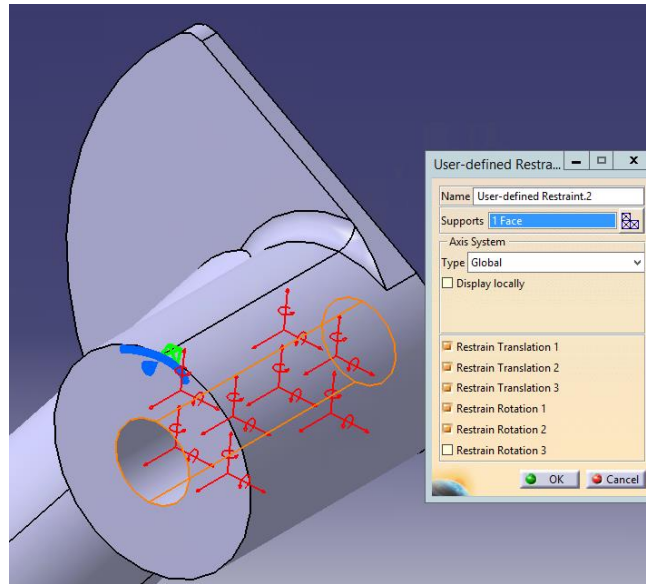 User-defined Restra...
Name User-defined Restraint.2
Supports 1 Face
Axis System
Type Global
Display locally
Restrain Translation 1
Restrain Translation 2
Restrain Translation 3
Restrain Rotation 1
Restrain Rotation 2
Restrain Rotation 3
OK Cancel